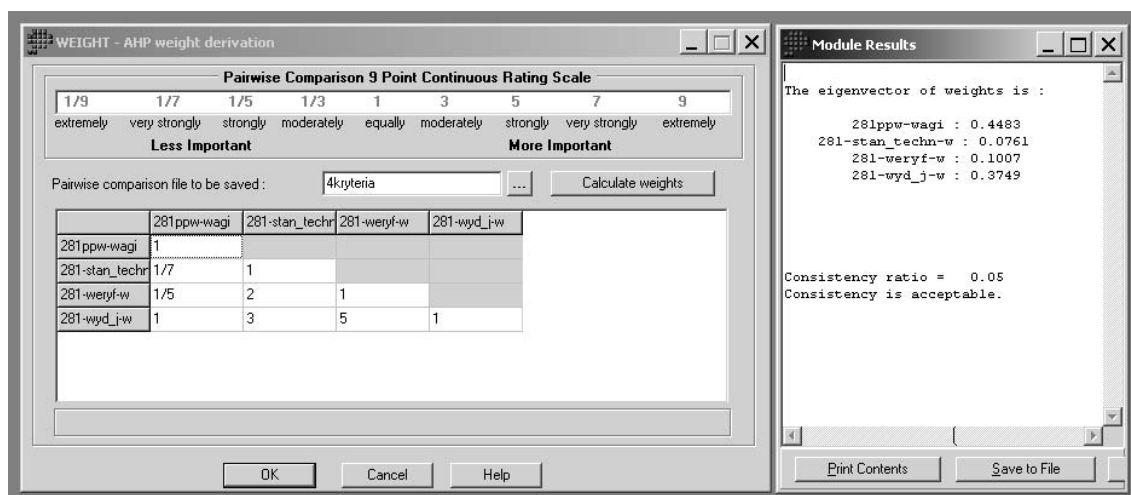 WEIGHT - AHP weight derivation
Pairwise Comparison 9 Point Continuous Rating Scale
1/9 1/7 1/5 1/3 1 3 5 7 9
extremely very strongly strongly moderately equally moderately strongly very strongly extremely
Less Important More Important
Pairwise comparison file to be saved : 4kryteria ... Calculate weights
281ppw-wagi 281-stan_techr 281-weryf-w 281-wyd_j-w
281ppw-wagi 1
281-stan_techr 1/7 1
281-weryf-w 1/5 2 1
281-wyd_j-w 1 3 5 1
OK Cancel Help
Module Results
The eigenvector of weights is :
281ppw-wagi : 0.4483
281-stan_techn-w : 0.0761
281-weryf-w : 0.1007
281-wyd_j-w : 0.3749
Consistency ratio = 0.05
Consistency is acceptable.
Print Contents Save to File